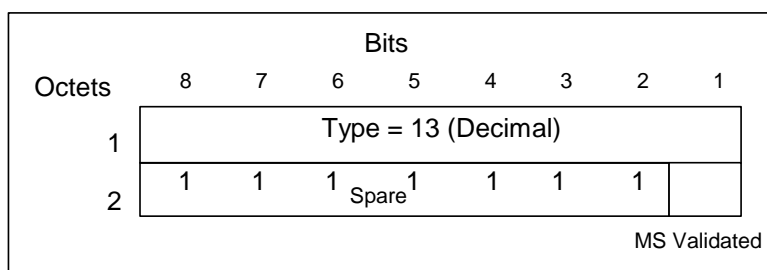 Bits
Octets 8 7 6 5 4 3 2 1
1 Type = 13 (Decimal)
2 1 1 1 1 1 1 1
Spare
MS Validated